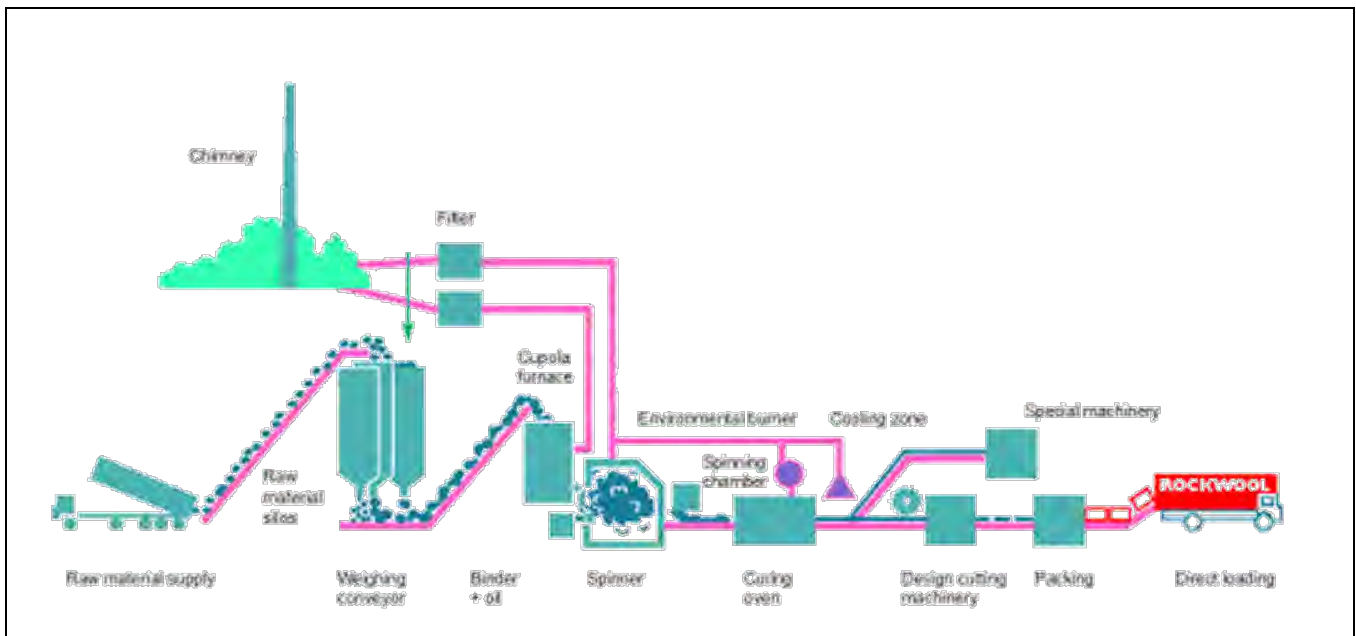 Chimney
Filter
Cupola
furnace
Environmental burner
Cooling zone
Special machinery
Spinning
chamber
Raw
material
silos
ROCKWOOL
Raw material supply
Weighing
conveyor
Binder
+ oil
Spinner
Curing
oven
Design cutting
machinery
Packing
Direct loading